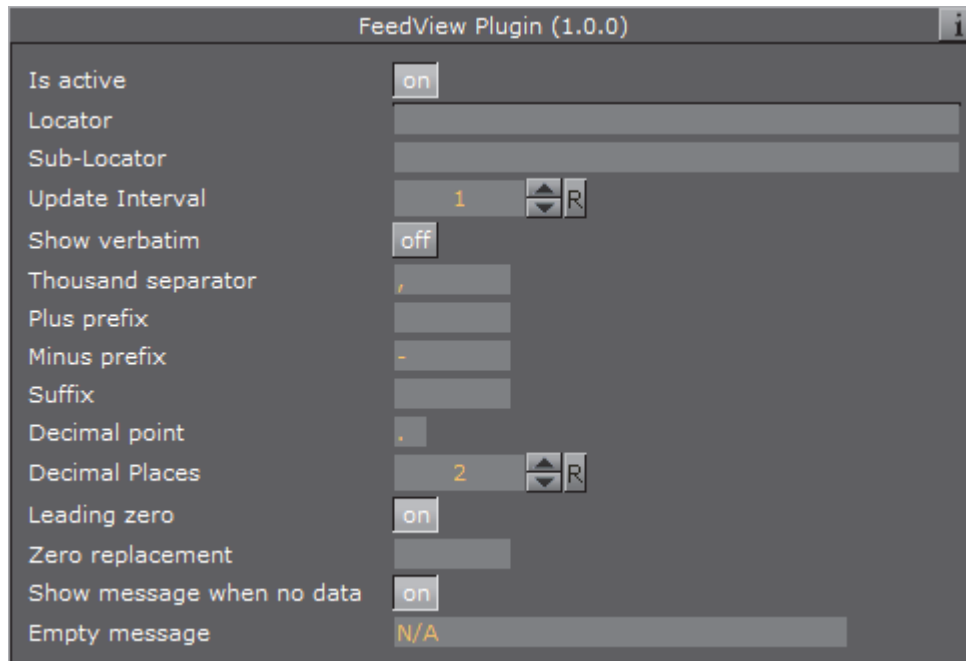 FeedView Plugin (1.0.0) i
Is active on
Locator
Sub-Locator
Update Interval 1 R
Show verbatim off
Thousand separator ,
Plus prefix
Minus prefix -
Suffix
Decimal point .
Decimal Places 2 R
Leading zero on
Zero replacement
Show message when no data on
Empty message N/A